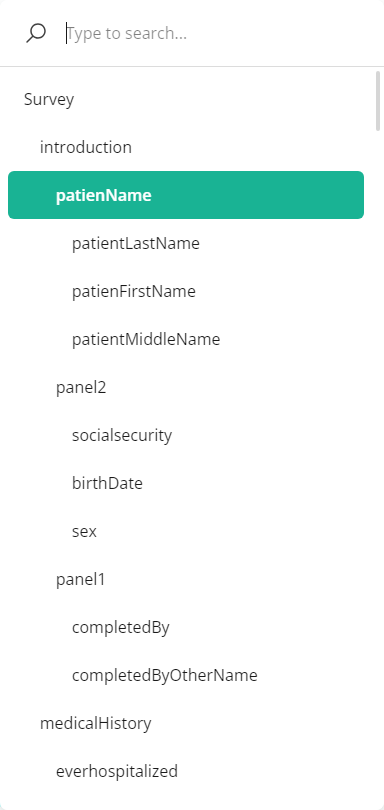 Type to search...
Survey
introduction
patienName
patientLastName
patienFirstName
patientMiddleName
panel2
socialsecurity
birthDate
sex
panel1
completedBy
completedByOtherName
medicalHistory
everhospitalized